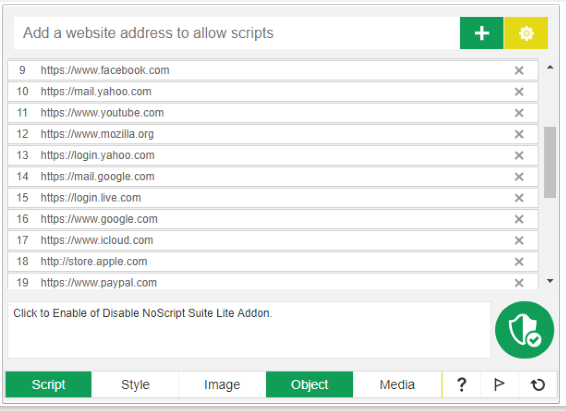 Add a website address to allow scripts
9 https://www.facebook.com
10 https://mail.yahoo.com
11 https://www.youtube.com
12 https://www.mozilla.org
13 https://login.yahoo.com
14 https://mail.google.com
15 https://login.live.com
16 https://www.google.com
17 https://www.icloud.com
18 http://store.apple.com
19 https://www.paypal.com
Click to Enable of Disable NoScript Suite Lite Addon.
Script Style Image Object Media ?